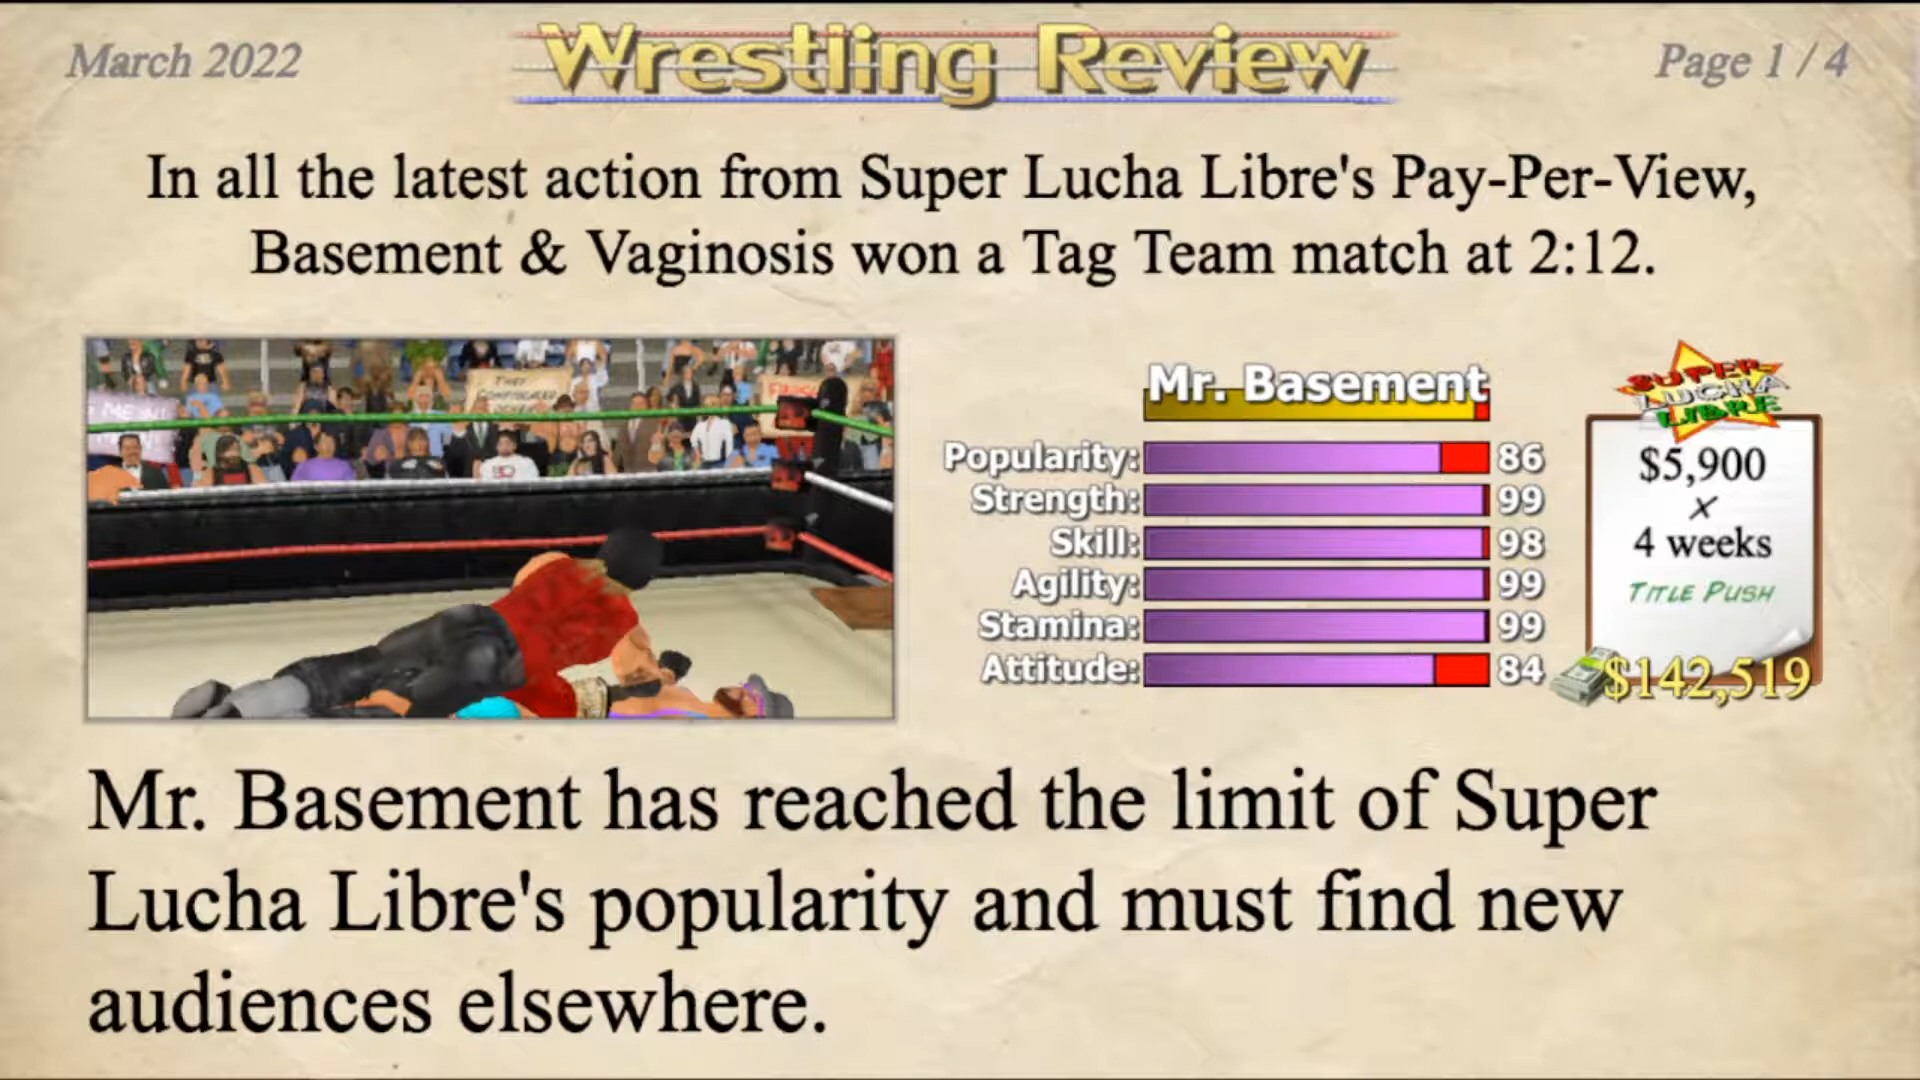 March 2022
Wrestling Review
Page 1 / 4
In all the latest action from Super Lucha Libre's Pay-Per-View,
Basement & Vaginosis won a Tag Team match at 2:12.
Mr. Basement
Popularity: 86
Strength: 99
Skill: 98
Agility: 99
Stamina: 99
Attitude: 84
SUPER
LUCHA
LIBRE
$5,900
×
4 weeks
TITLE PUSH
$142,519
Mr. Basement has reached the limit of Super
Lucha Libre's popularity and must find new
audiences elsewhere.